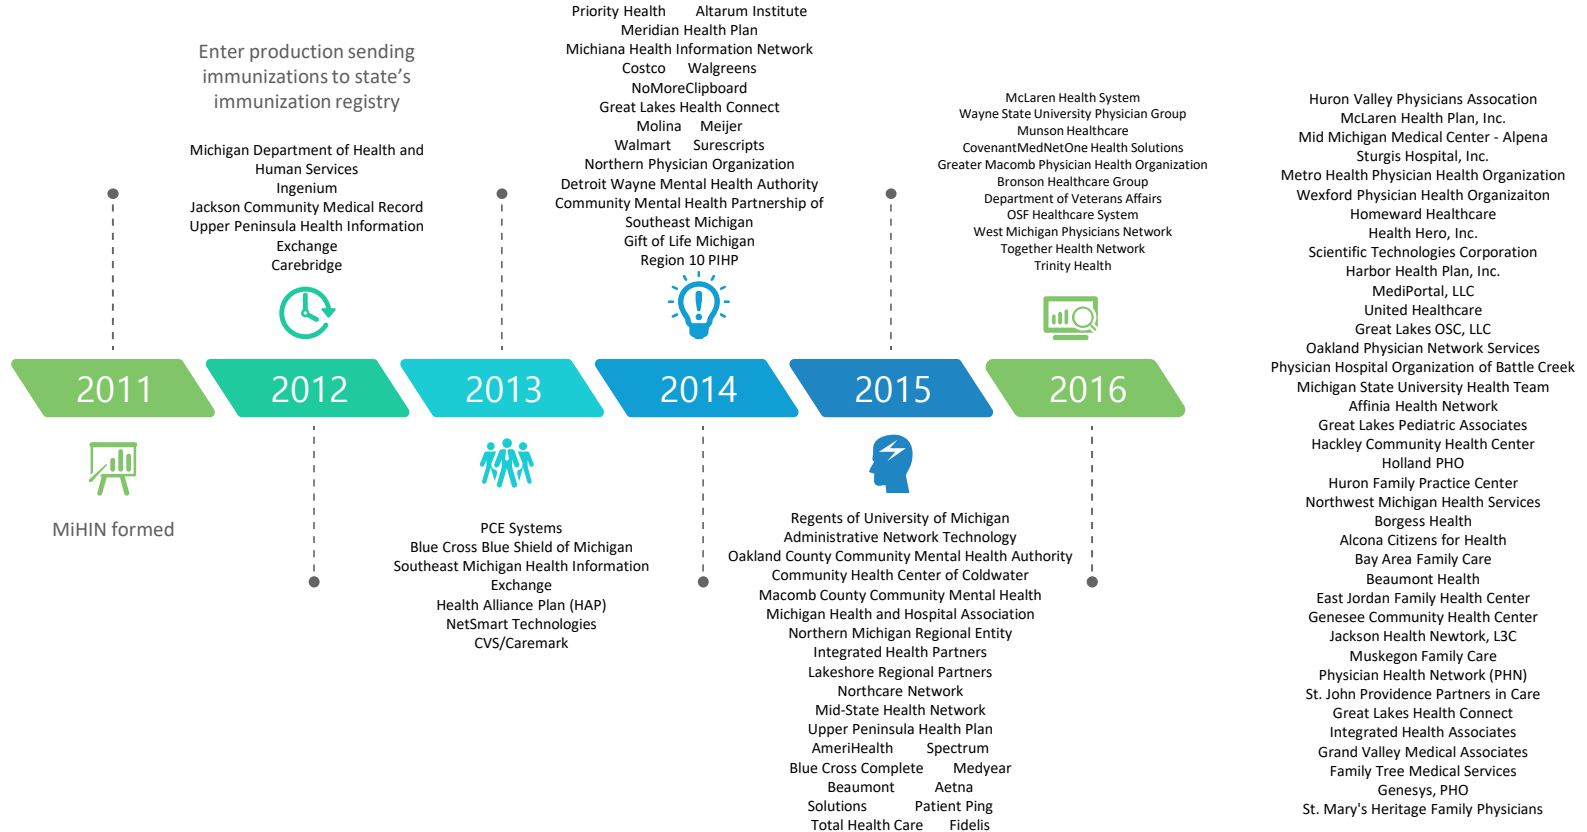 Enter production sending
immunizations to state's
immunization registry
Michigan Department of Health and
Human Services
Ingenium
Jackson Community Medical Record
Upper Peninsula Health Information
Exchange
Carebridge
Priority Health Altarum Institute
Meridian Health Plan
Michiana Health Information Network
Costco Walgreens
NoMoreClipboard
Great Lakes Health Connect
Molina Meijer
Walmart Surescripts
Northern Physician Organization
Detroit Wayne Mental Health Authority
Community Mental Health Partnership of
Southeast Michigan
Gift of Life Michigan
Region 10 PIHP
McLaren Health System
Wayne State University Physician Group
Munson Healthcare
CovenantMedNetOne Health Solutions
Greater Macomb Physician Health Organization
Bronson Healthcare Group
Department of Veterans Affairs
OSF Healthcare System
West Michigan Physicians Network
Together Health Network
Trinity Health
2011
2012
2013
2014
2015
2016
MiHIN formed
PCE Systems
Blue Cross Blue Shield of Michigan
Southeast Michigan Health Information
Exchange
Health Alliance Plan (HAP)
NetSmart Technologies
CVS/Caremark
Regents of University of Michigan
Administrative Network Technology
Oakland County Community Mental Health Authority
Community Health Center of Coldwater
Macomb County Community Mental Health
Michigan Health and Hospital Association
Northern Michigan Regional Entity
Integrated Health Partners
Lakeshore Regional Partners
Northcare Network
Mid-State Health Network
Upper Peninsula Health Plan
AmeriHealth Spectrum
Blue Cross Complete Medyear
Beaumont Aetna
Solutions Patient Ping
Total Health Care Fidelis
Huron Valley Physicians Assocation
McLaren Health Plan, Inc.
Mid Michigan Medical Center - Alpena
Sturgis Hospital, Inc.
Metro Health Physician Health Organization
Wexford Physician Health Organizaiton
Homeward Healthcare
Health Hero, Inc.
Scientific Technologies Corporation
Harbor Health Plan, Inc.
MediPortal, LLC
United Healthcare
Great Lakes OSC, LLC
Oakland Physician Network Services
Physician Hospital Organization of Battle Creek
Michigan State University Health Team
Affinia Health Network
Great Lakes Pediatric Associates
Hackley Community Health Center
Holland PHO
Huron Family Practice Center
Northwest Michigan Health Services
Borgess Health
Alcona Citizens for Health
Bay Area Family Care
Beaumont Health
East Jordan Family Health Center
Genesee Community Health Center
Jackson Health Newtork, L3C
Muskegon Family Care
Physician Health Network (PHN)
St. John Providence Partners in Care
Great Lakes Health Connect
Integrated Health Associates
Grand Valley Medical Associates
Family Tree Medical Services
Genesys, PHO
St. Mary's Heritage Family Physicians